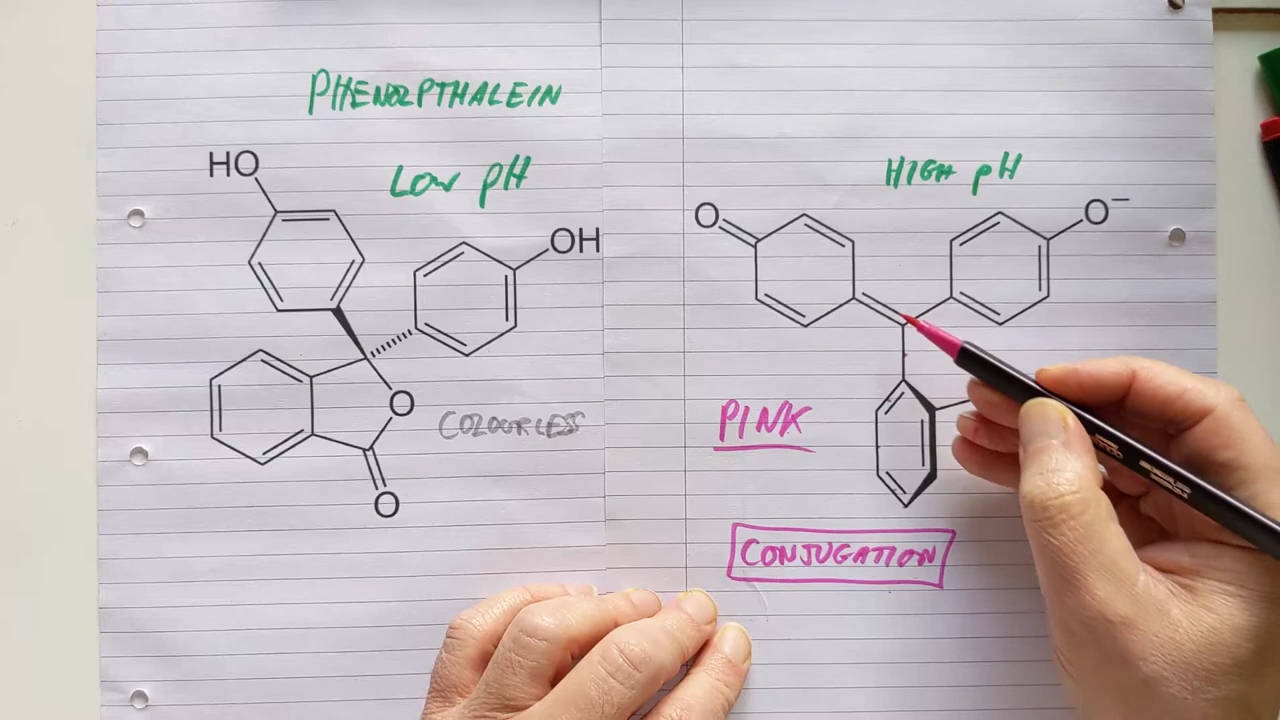 PHENOLPTHALEIN
LOW pH
HO
OH
O
O
COLOURLESS
HIGH pH
O
O−
PINK
CONJUGATION